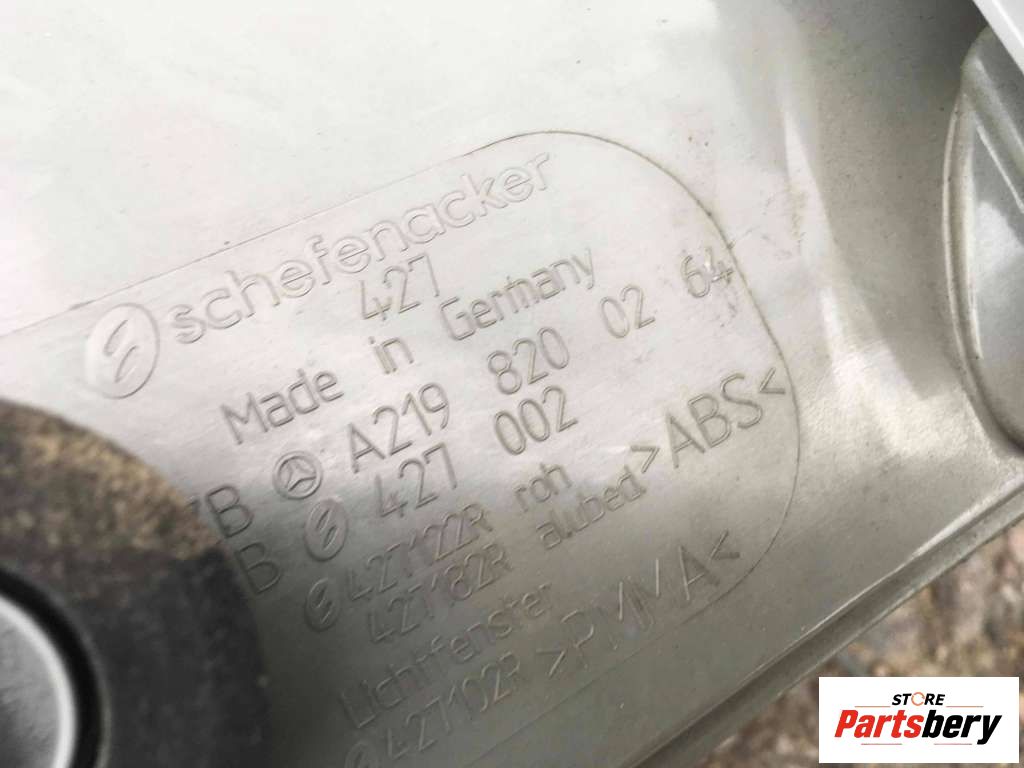 schefenacker
427
Made in Germany
B A219 820 02 64
B 427 002
427122R roh >ABS<
427182R alubed
Lichtfenster
427102R >PMMA<
STORE
Partsbery